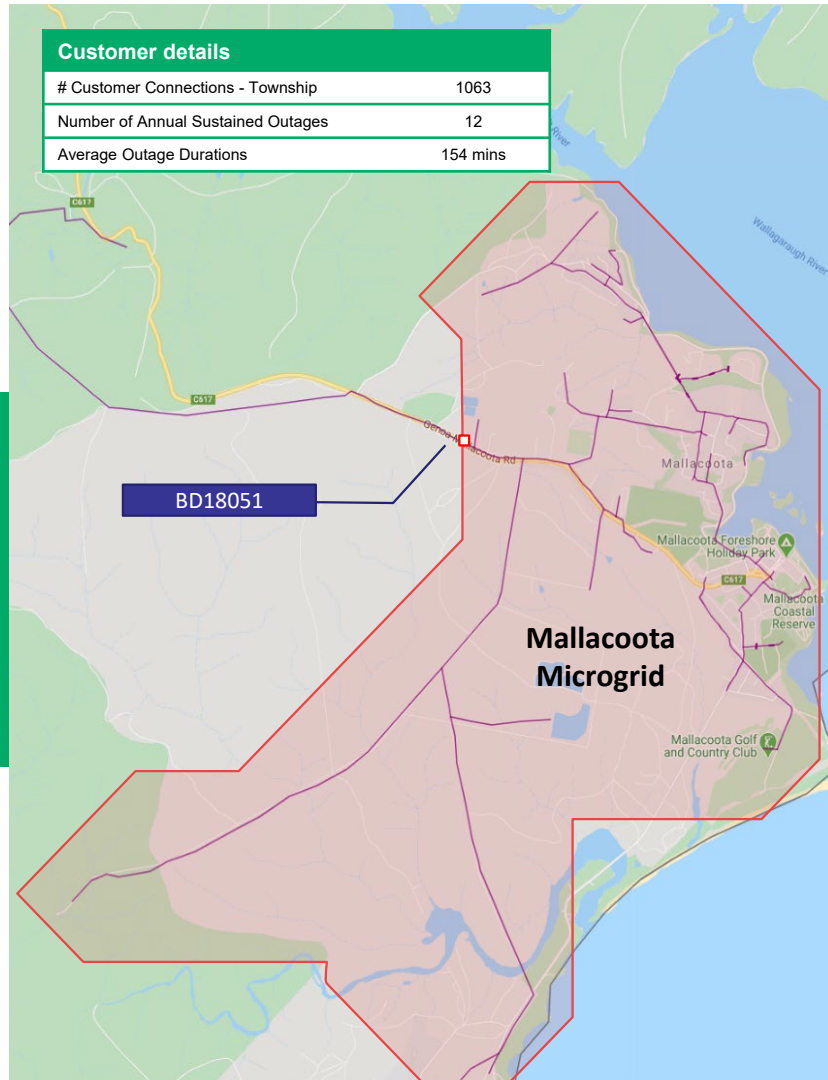 Customer details
# Customer Connections - Township 1063
Number of Annual Sustained Outages 12
Average Outage Durations 154 mins
River
C617
Wallagaraugh River
C617
Genoa Mallacoota Rd
Mallacoota
BD18051
Mallacoota Foreshore
Holiday Park
C617
Mallacoota
Coastal
Reserve
Mallacoota
Microgrid
Mallacoota Golf
and Country Club